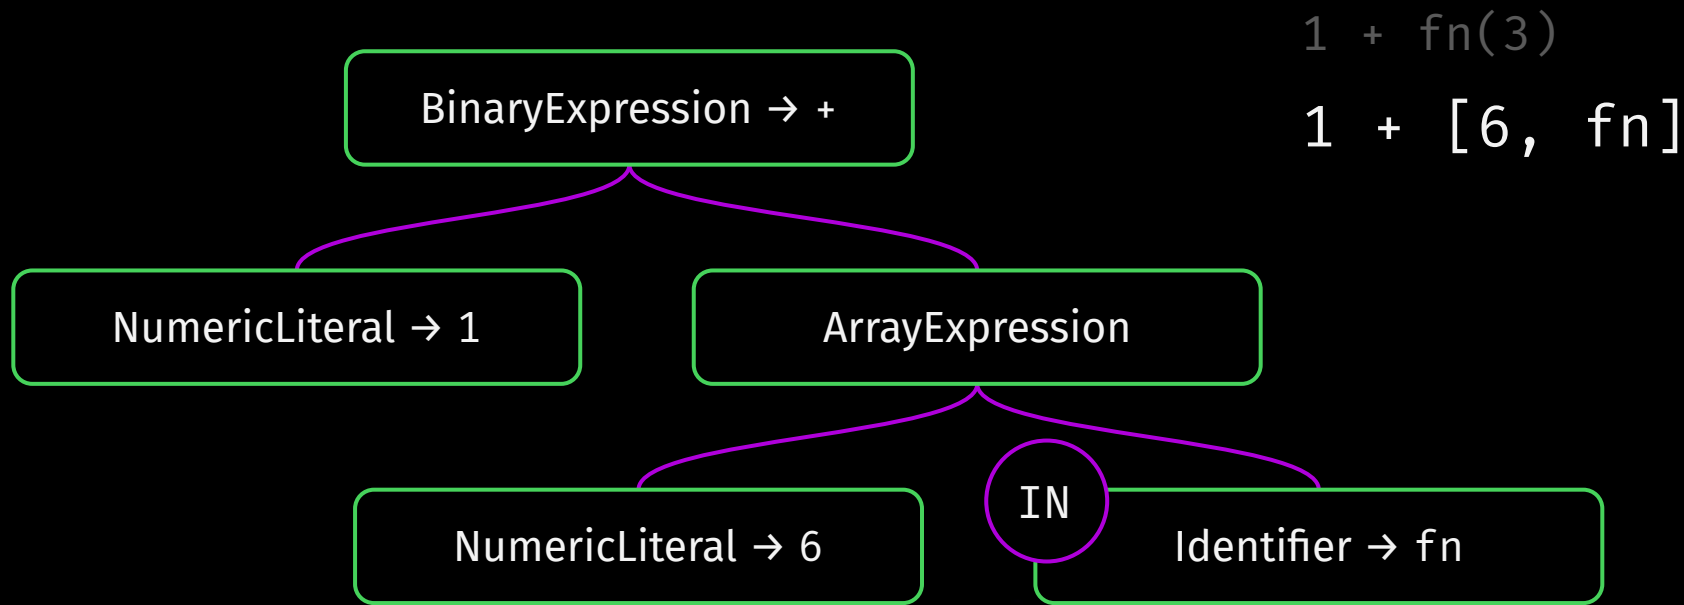 1 + fn(3)
1 + [6, fn]
BinaryExpression → +
NumericLiteral → 1
ArrayExpression
NumericLiteral → 6
IN
Identifier → fn